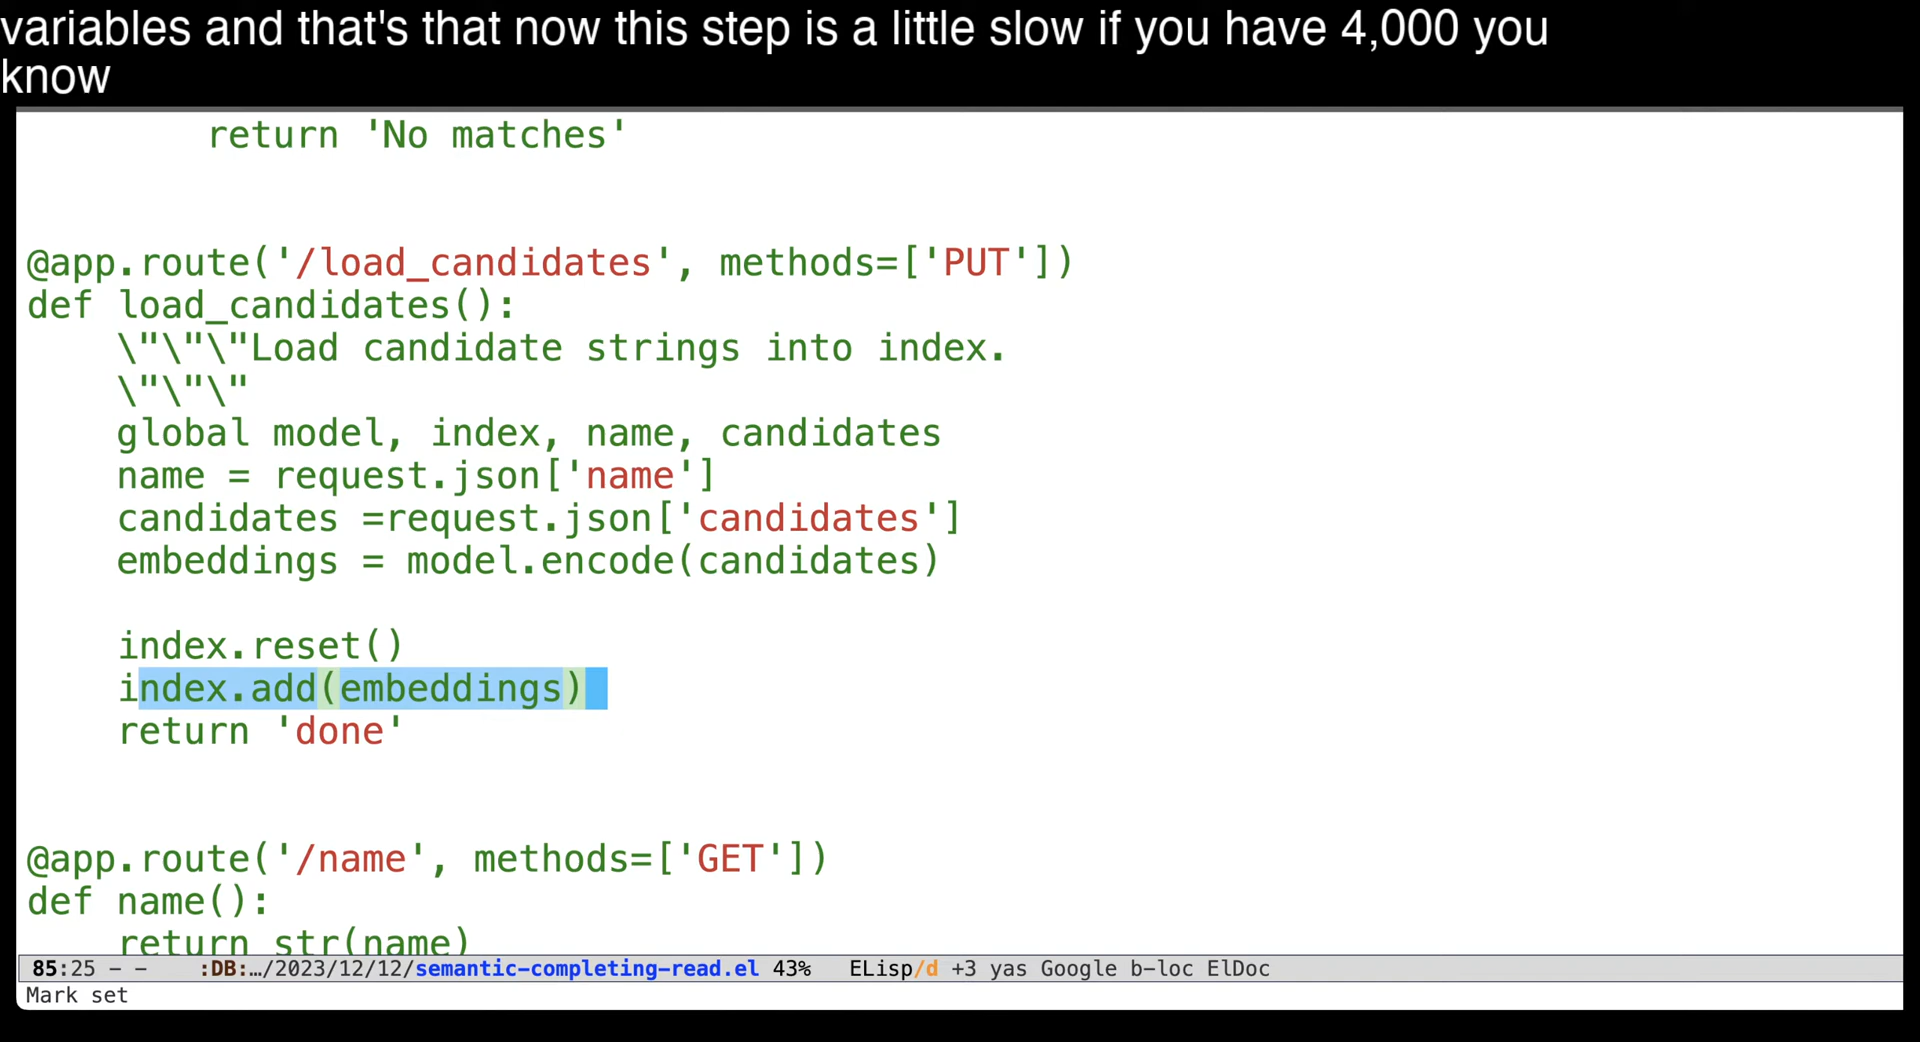 variables and that's that now this step is a little slow if you have 4,000 you
know
return 'No matches'
@app.route('/load_candidates', methods=['PUT'])
def load_candidates():
\"\"\"Load candidate strings into index.
\"\"\"
global model, index, name, candidates
name = request.json['name']
candidates =request.json['candidates']
embeddings = model.encode(candidates)
index.reset()
index.add(embeddings)
return 'done'
@app.route('/name', methods=['GET'])
def name():
return str(name)
85:25 - - :DB:…/2023/12/12/semantic-completing-read.el 43% ELisp/d +3 yas Google b-loc ElDoc
Mark set